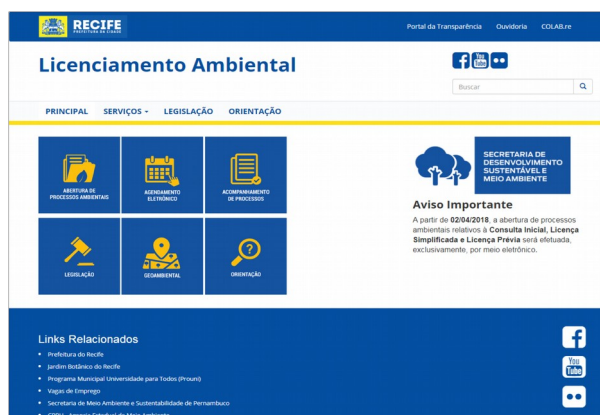 RECIFE
PREFEITURA DA CIDADE
Portal da Transparência Ouvidoria COLAB.re
Licenciamento Ambiental
You
Tube
Buscar
PRINCIPAL SERVIÇOS LEGISLAÇÃO ORIENTAÇÃO
ABERTURA DE
PROCESSOS AMBIENTAIS
AGENDAMENTO
ELETRÔNICO
ACOMPANHAMENTO
DE PROCESSOS
LEGISLAÇÃO
GEOAMBIENTAL
ORIENTAÇÃO
SECRETARIA DE
DESENVOLVIMENTO
SUSTENTÁVEL E
MEIO AMBIENTE
Aviso Importante
A partir de 02/04/2018, a abertura de processos
ambientais relativos à Consulta Inicial, Licença
Simplificada e Licença Prévia será efetuada,
exclusivamente, por meio eletrônico.
Links Relacionados
Prefeitura do Recife
Jardim Botânico do Recife
Programa Municipal Universidade para Todos (Prouni)
Vagas de Emprego
Secretaria de Meio Ambiente e Sustentabilidade de Pernambuco
You
Tube